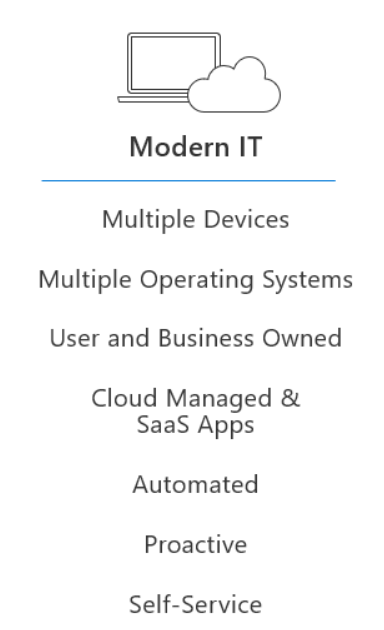 Modern IT
Multiple Devices
Multiple Operating Systems
User and Business Owned
Cloud Managed &
SaaS Apps
Automated
Proactive
Self-Service